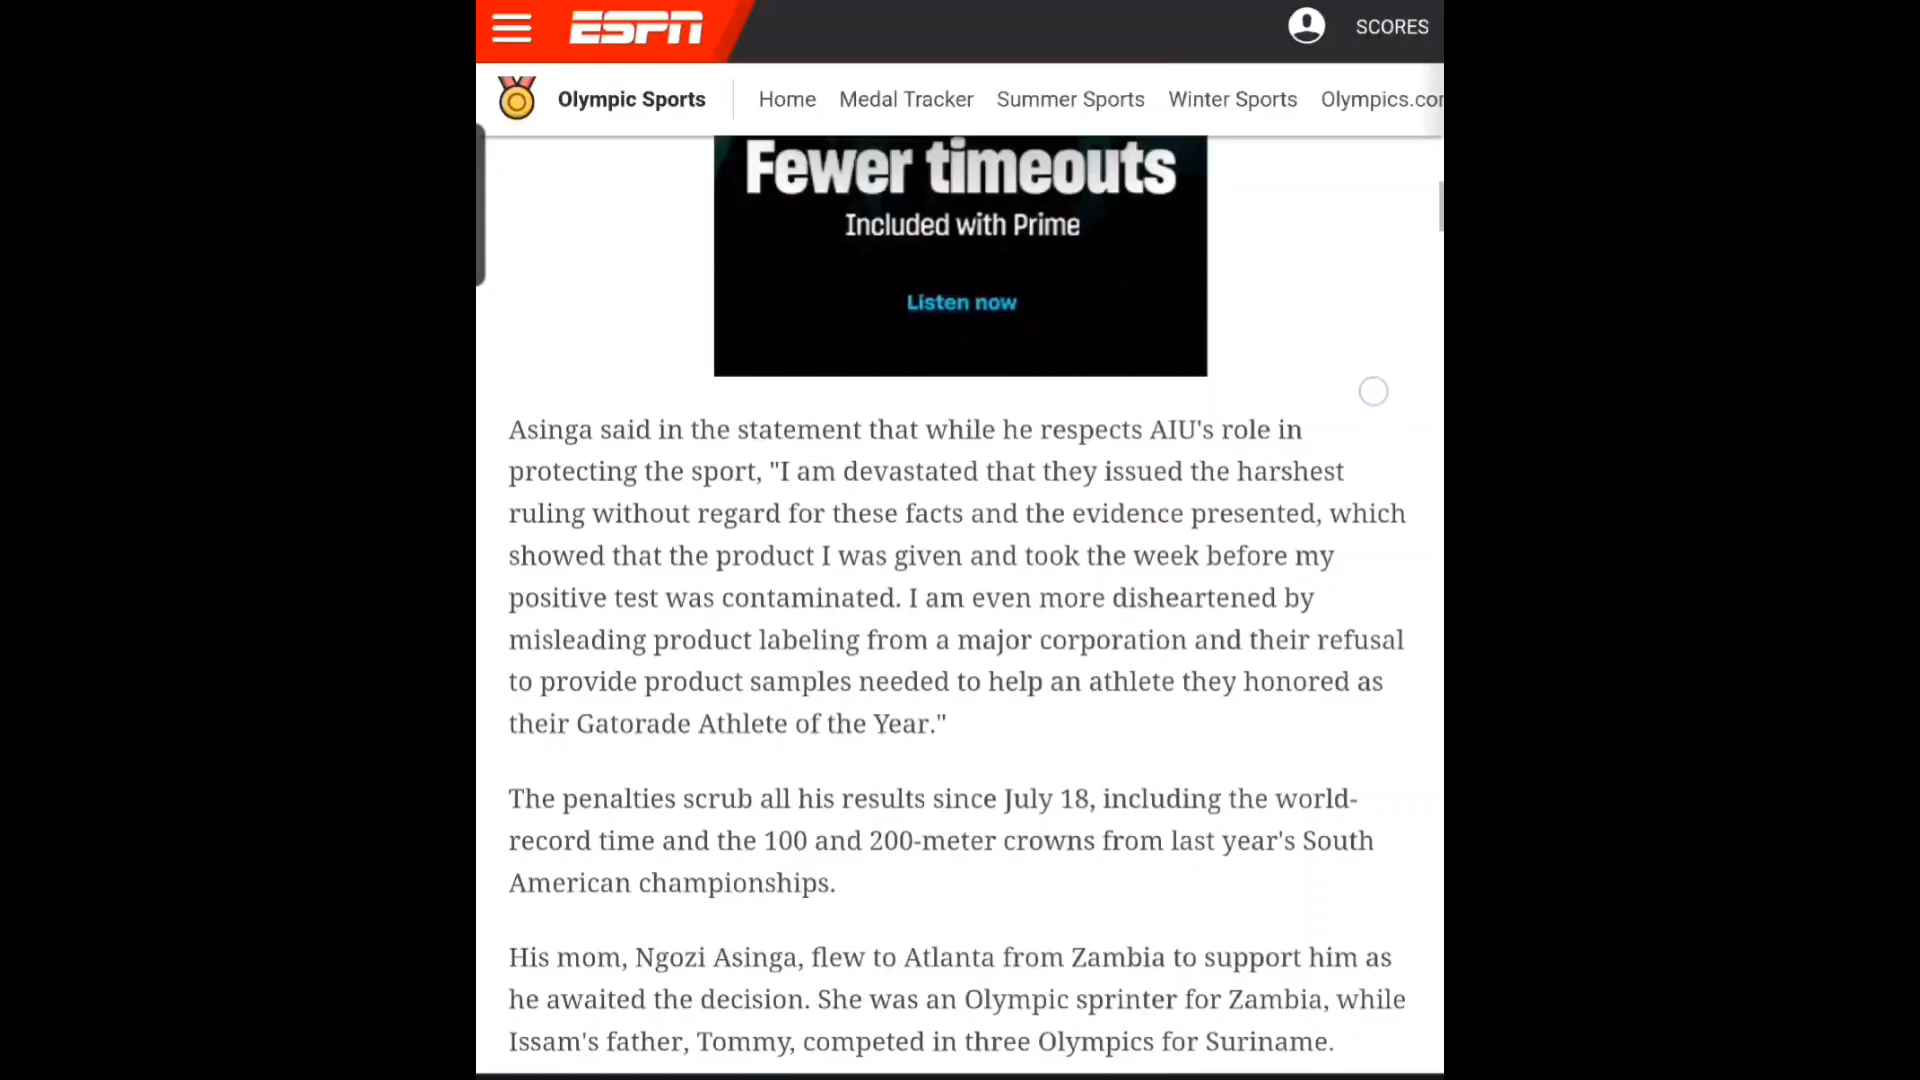 ESPN
SCORES
Olympic Sports
Home
Medal Tracker
Summer Sports
Winter Sports
Olympics.com
Fewer timeouts
Included with Prime
Listen now
Asinga said in the statement that while he respects AIU's role in
protecting the sport, "I am devastated that they issued the harshest
ruling without regard for these facts and the evidence presented, which
showed that the product I was given and took the week before my
positive test was contaminated. I am even more disheartened by
misleading product labeling from a major corporation and their refusal
to provide product samples needed to help an athlete they honored as
their Gatorade Athlete of the Year."
The penalties scrub all his results since July 18, including the world-
record time and the 100 and 200-meter crowns from last year's South
American championships.
His mom, Ngozi Asinga, flew to Atlanta from Zambia to support him as
he awaited the decision. She was an Olympic sprinter for Zambia, while
Issam's father, Tommy, competed in three Olympics for Suriname.